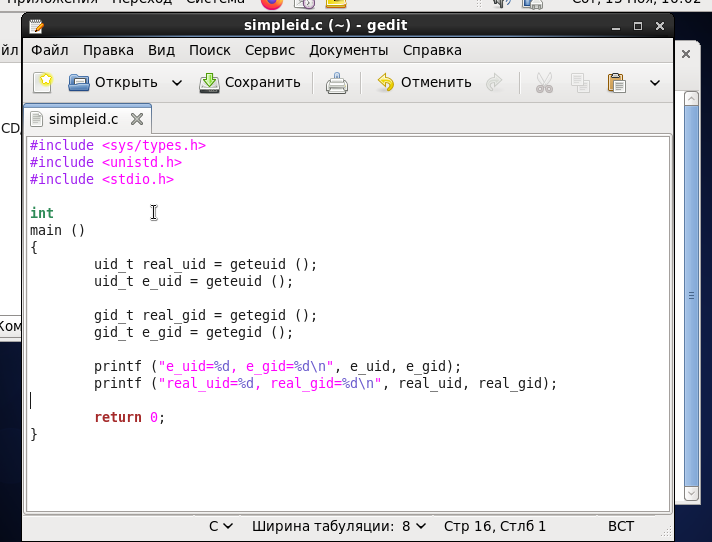 simpleid.c (~) - gedit
Файл Правка Вид Поиск Сервис Документы Справка
Открыть Сохранить Отменить
simpleid.c
#include <sys/types.h>
#include <unistd.h>
#include <stdio.h>
int
main ()
{
uid_t real_uid = geteuid ();
uid_t e_uid = geteuid ();
gid_t real_gid = getegid ();
gid_t e_gid = getegid ();
printf ("e_uid=%d, e_gid=%d\n", e_uid, e_gid);
printf ("real_uid=%d, real_gid=%d\n", real_uid, real_gid);
return 0;
}
C Ширина табуляции: 8 Стр 16, Стлб 1 ВСТ